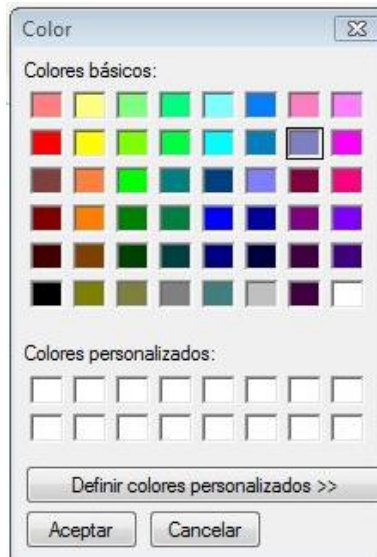 Color
Colores básicos:
Colores personalizados:
Definir colores personalizados >>
Aceptar
Cancelar